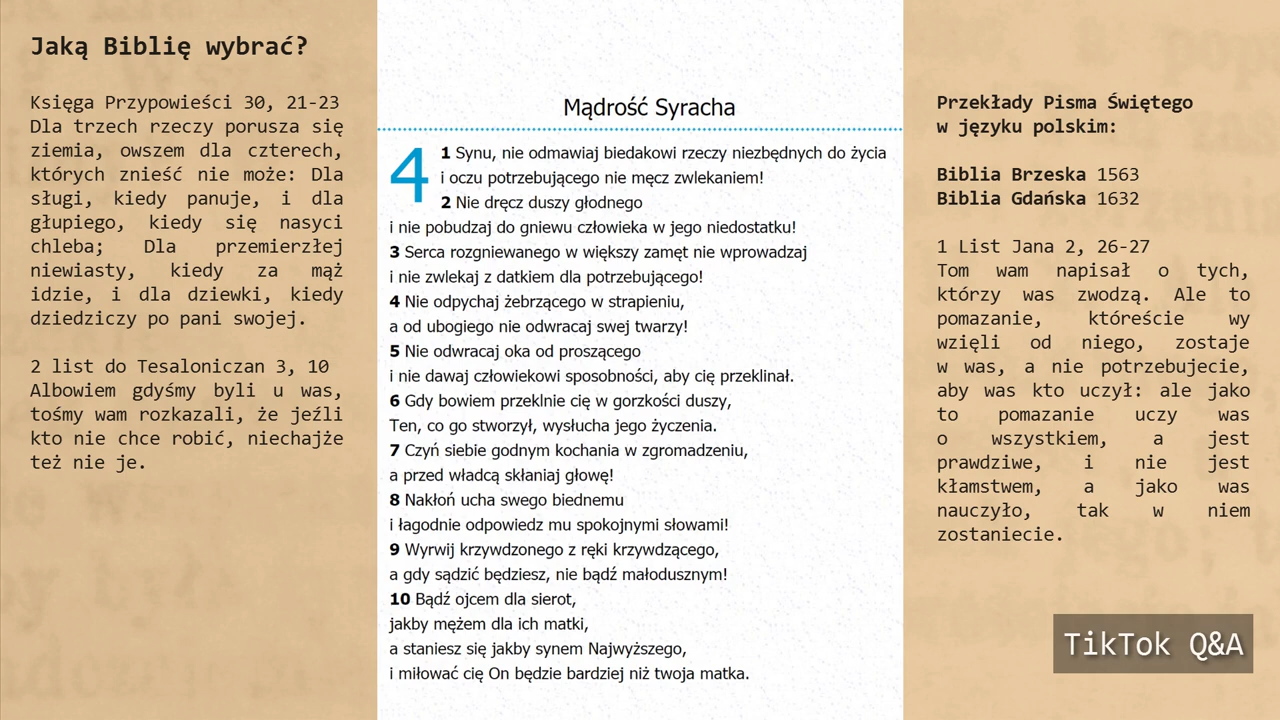 Jaką Biblię wybrać?
Księga Przypowieści 30, 21-23
Dla trzech rzeczy porusza się
ziemia, owszem dla czterech,
których znieść nie może: Dla
sługi, kiedy panuje, i dla
głupiego, kiedy się nasyci
chleba; Dla przemierzłej
niewiasty, kiedy za mąż
idzie, i dla dziewki, kiedy
dziedziczy po pani swojej.
2 list do Tesaloniczan 3, 10
Albowiem gdyśmy byli u was,
tośmy wam rozkazali, że jeźli
kto nie chce robić, niechajże
też nie je.
Mądrość Syracha
4
1 Synu, nie odmawiaj biedakowi rzeczy niezbędnych do życia
i oczu potrzebującego nie męcz zwlekaniem!
2 Nie dręcz duszy głodnego
i nie pobudzaj do gniewu człowieka w jego niedostatku!
3 Serca rozgniewanego w większy zamęt nie wprowadzaj
i nie zwlekaj z datkiem dla potrzebującego!
4 Nie odpychaj żebrzącego w strapieniu,
a od ubogiego nie odwracaj swej twarzy!
5 Nie odwracaj oka od proszącego
i nie dawaj człowiekowi sposobności, aby cię przeklinał.
6 Gdy bowiem przeklnie cię w gorzkości duszy,
Ten, co go stworzył, wysłucha jego życzenia.
7 Czyń siebie godnym kochania w zgromadzeniu,
a przed władcą skłaniaj głowę!
8 Nakłoń ucha swego biednemu
i łagodnie odpowiedz mu spokojnymi słowami!
9 Wyrwij krzywdzonego z ręki krzywdzącego,
a gdy sądzić będziesz, nie bądź małodusznym!
10 Bądź ojcem dla sierot,
jakby mężem dla ich matki,
a staniesz się jakby synem Najwyższego,
i miłować cię On będzie bardziej niż twoja matka.
Przekłady Pisma Świętego
w języku polskim:
Biblia Brzeska 1563
Biblia Gdańska 1632
1 List Jana 2, 26-27
Tom wam napisał o tych,
którzy was zwodzą. Ale to
pomazanie, któreście wy
wzięli od niego, zostaje
w was, a nie potrzebujecie,
aby was kto uczył: ale jako
to pomazanie uczy was
o wszystkiem, a jest
prawdziwe, i nie jest
kłamstwem, a jako was
nauczyło, tak w niem
zostaniecie.
TikTok Q&A